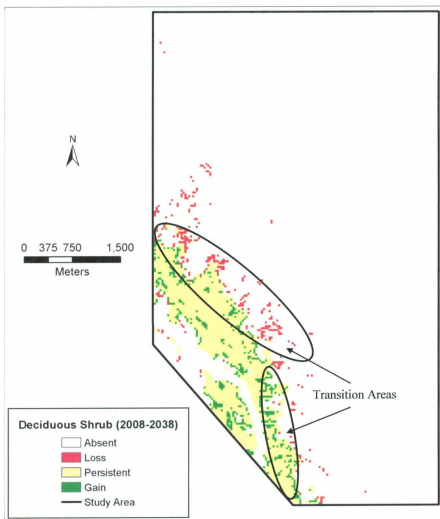 N
0 375 750 1,500
Meters
Transition Areas
Deciduous Shrub (2008-2038)
Absent
Loss
Persistent
Gain
Study Area